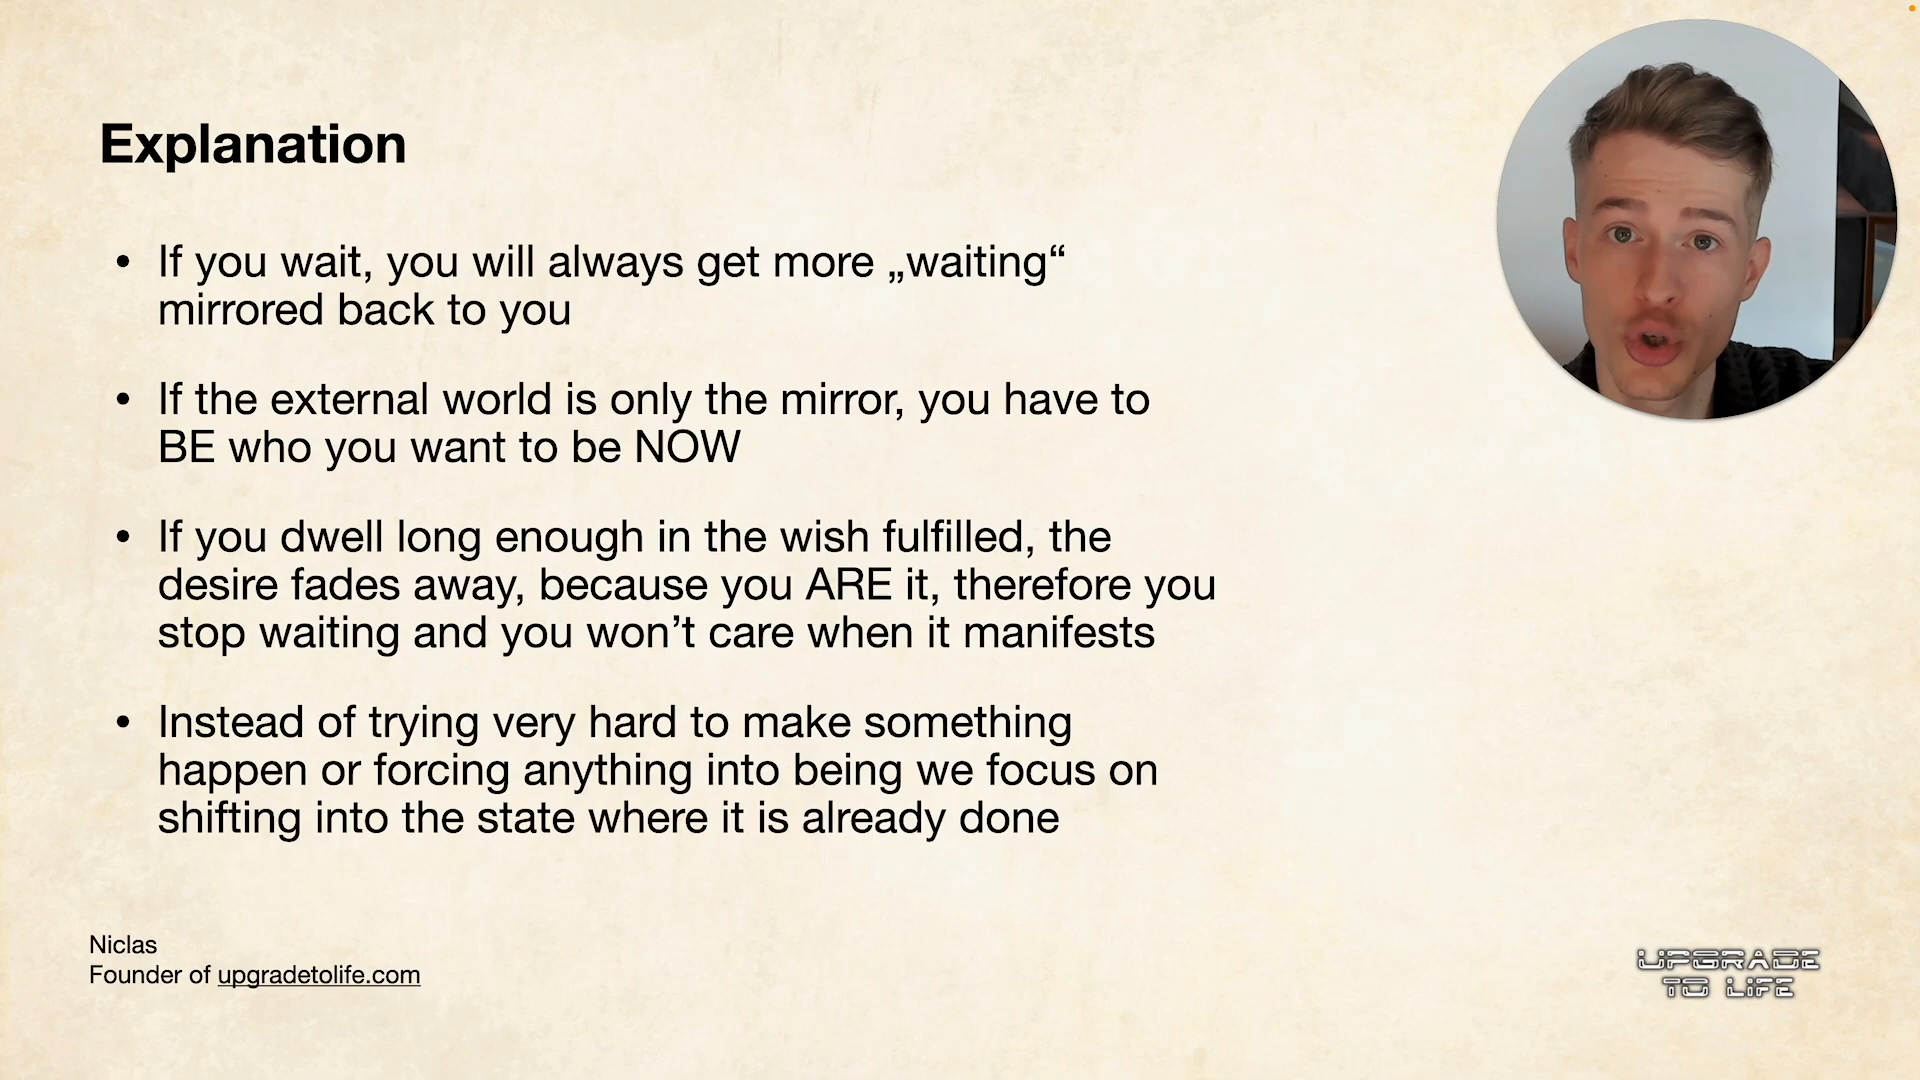 Explanation
• If you wait, you will always get more „waiting“
mirrored back to you
• If the external world is only the mirror, you have to
BE who you want to be NOW
• If you dwell long enough in the wish fulfilled, the
desire fades away, because you ARE it, therefore you
stop waiting and you won’t care when it manifests
• Instead of trying very hard to make something
happen or forcing anything into being we focus on
shifting into the state where it is already done
Niclas
Founder of upgradetolife.com
UPGRADE
TO LIFE